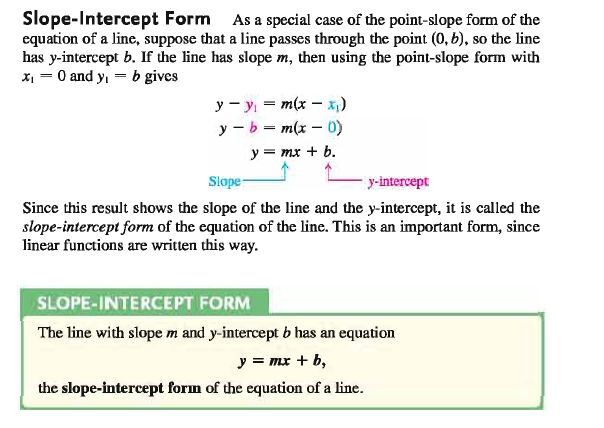 Slope-Intercept Form As a special case of the point-slope form of the
equation of a line, suppose that a line passes through the point (0, b), so the line
has y-intercept b. If the line has slope m, then using the point-slope form with
x₁ = 0 and y₁ = b gives
y − y₁ = m(x − x₁)
y − b = m(x − 0)
y = mx + b.
Slope y-intercept
Since this result shows the slope of the line and the y-intercept, it is called the
slope-intercept form of the equation of the line. This is an important form, since
linear functions are written this way.
SLOPE-INTERCEPT FORM
The line with slope m and y-intercept b has an equation
y = mx + b,
the slope-intercept form of the equation of a line.